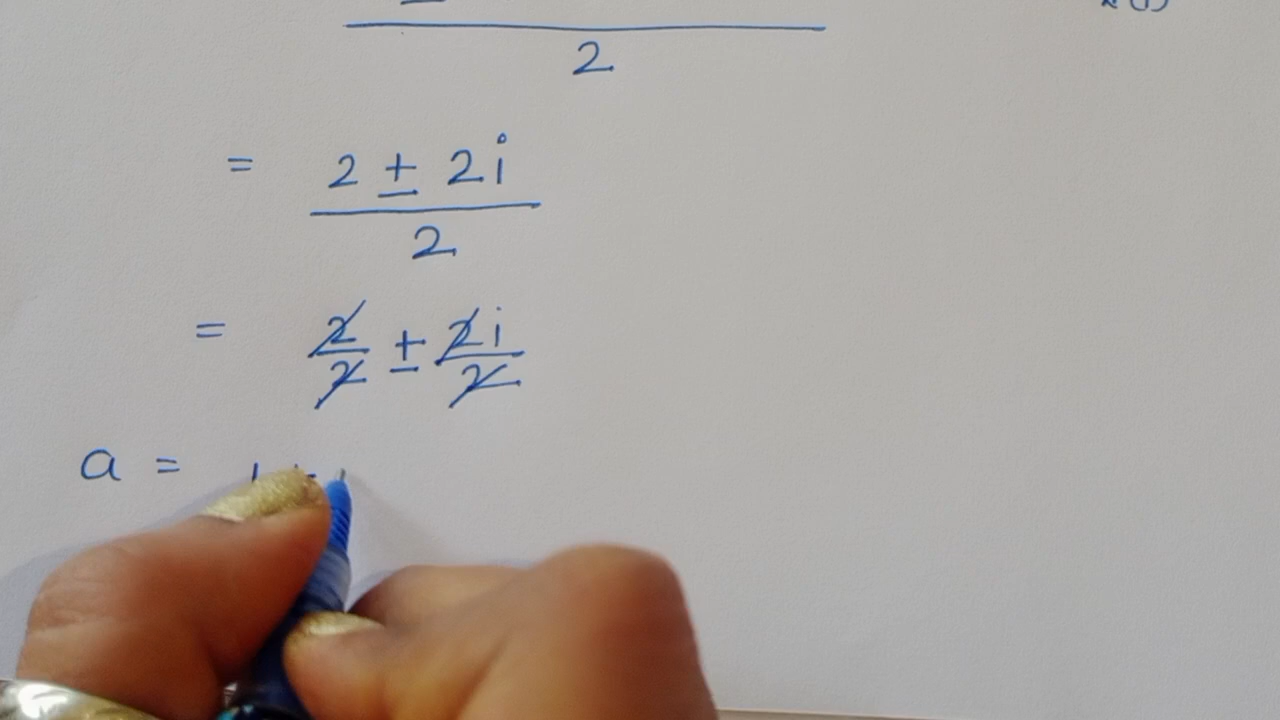 2
= 2 ± 2i
2
= 2/2 ± 2i/2
a =